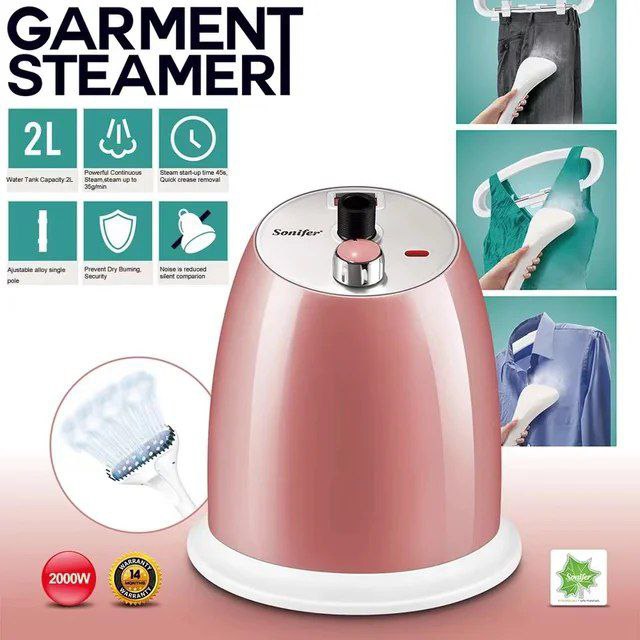 GARMENT
STEAMER
2L
Water Tank Capacity 2L
Powerful Continuous
Steam,steam up to
35g/min
Steam start-up time 45s,
Quick crease removal
Ajustable alloy single
pole
Prevent Dry Burning,
Security
Noise is reduced
silent comparion
Sonifer®
2000W
WARRANTY
14
MONTHS
WARRANTY
Sonifer